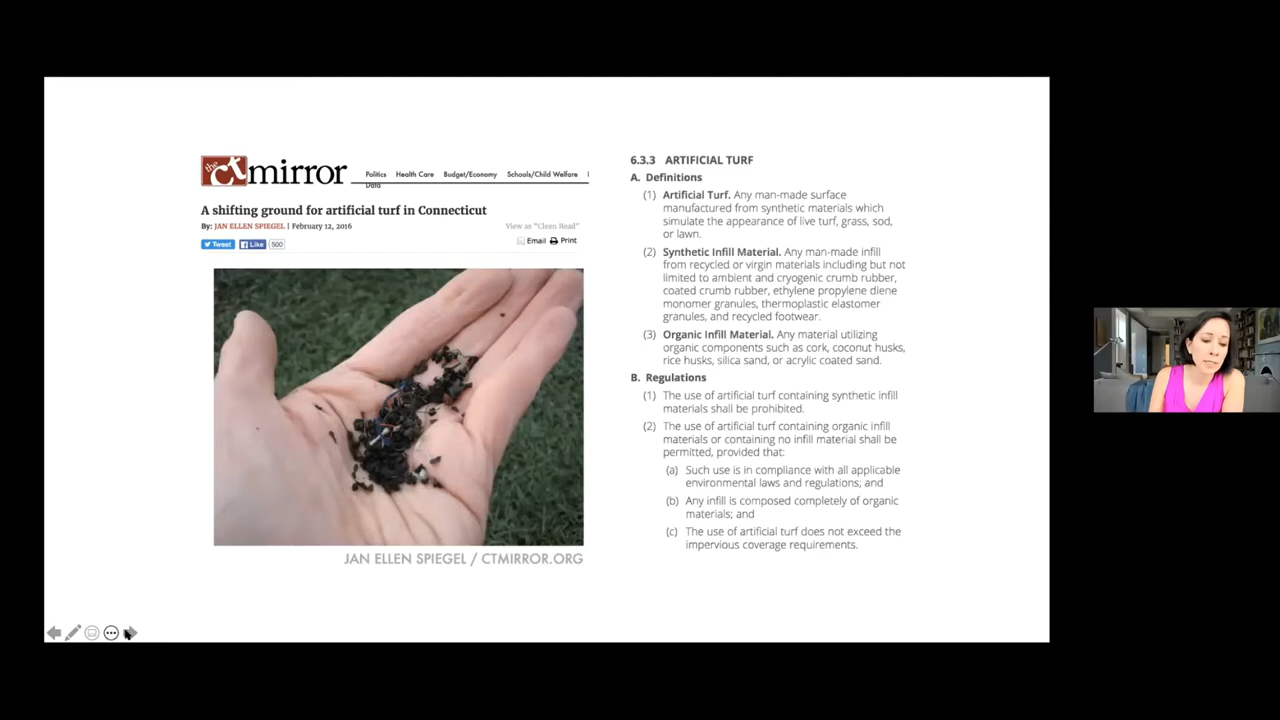 the ct mirror
Politics Health Care Budget/Economy Schools/Child Welfare
Data
A shifting ground for artificial turf in Connecticut
By: JAN ELLEN SPIEGEL | February 12, 2016
View as "Clean Read"
Tweet Like 500
Email Print
JAN ELLEN SPIEGEL / CTMIRROR.ORG
6.3.3 ARTIFICIAL TURF
A. Definitions
(1) Artificial Turf. Any man-made surface
manufactured from synthetic materials which
simulate the appearance of live turf, grass, sod,
or lawn.
(2) Synthetic Infill Material. Any man-made infill
from recycled or virgin materials including but not
limited to ambient and cryogenic crumb rubber,
coated crumb rubber, ethylene propylene diene
monomer granules, thermoplastic elastomer
granules, and recycled footwear.
(3) Organic Infill Material. Any material utilizing
organic components such as cork, coconut husks,
rice husks, silica sand, or acrylic coated sand.
B. Regulations
(1) The use of artificial turf containing synthetic infill
materials shall be prohibited.
(2) The use of artificial turf containing organic infill
materials or containing no infill material shall be
permitted, provided that:
(a) Such use is in compliance with all applicable
environmental laws and regulations; and
(b) Any infill is composed completely of organic
materials; and
(c) The use of artificial turf does not exceed the
impervious coverage requirements.